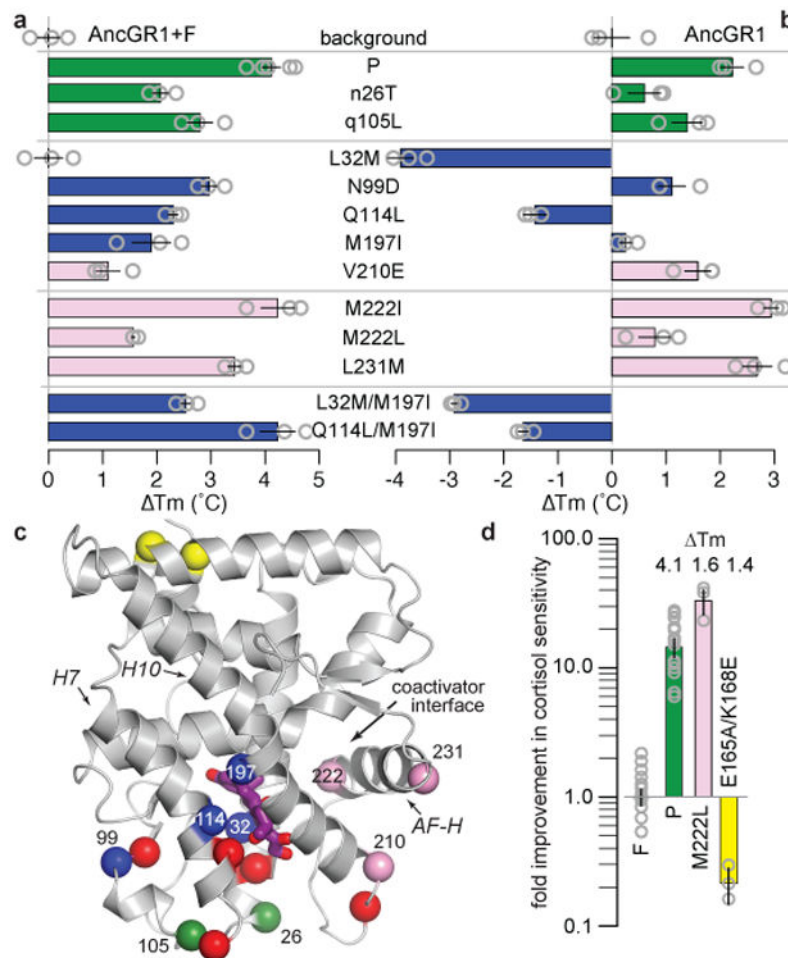 a AncGR1+F background AncGR1 b
P
n26T
q105L
L32M
N99D
Q114L
M197I
V210E
M222I
M222L
L231M
L32M/M197I
Q114L/M197I
0 1 2 3 4 5 -4 -3 -2 -1 0 1 2 3
ΔTm (˚C) ΔTm (˚C)
c
H7
H10
coactivator
interface
197
222
231
114
32
AF-H
99
210
105
26
d
ΔTm
4.1 1.6 1.4
fold improvement in cortisol sensitivity
100.0
10.0
1.0
0.1
F
P
M222L
E165A/K168E